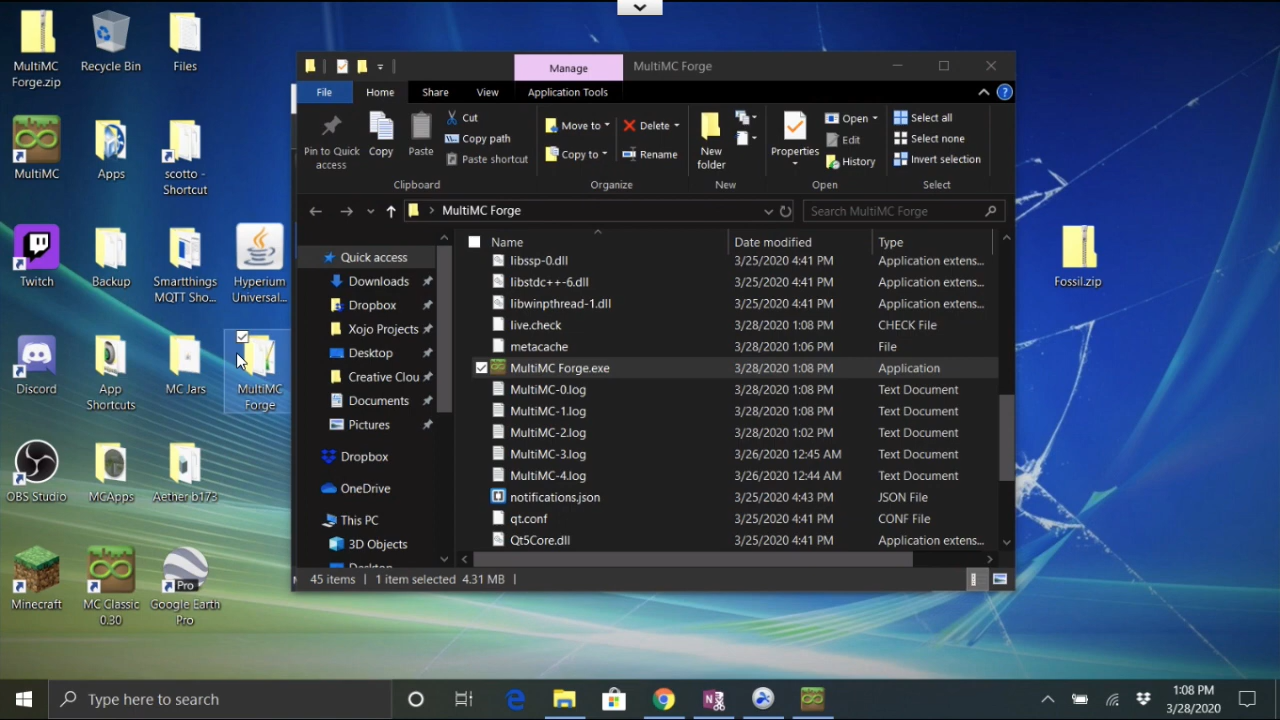 MultiMC
Forge.zip
Recycle Bin
Files
MultiMC
Apps
scotto -
Shortcut
Twitch
Backup
Smartthings
MQTT Sho...
Hyperium
Universal...
Discord
App
Shortcuts
MC Jars
MultiMC
Forge
OBS Studio
MCApps
Aether b173
Minecraft
MC Classic
0.30
Pro
Google Earth
Pro
Fossil.zip
Manage
MultiMC Forge
File
Home
Share
View
Application Tools
Pin to Quick
access
Copy
Paste
Cut
Copy path
Paste shortcut
Clipboard
Move to
Copy to
Delete
Rename
Organize
New
folder
New
Properties
Open
Edit
History
Open
Select all
Select none
Invert selection
Select
MultiMC Forge
Search MultiMC Forge
Quick access
Downloads
Dropbox
Xojo Projects
Desktop
Creative Clou
Documents
Pictures
Dropbox
OneDrive
This PC
3D Objects
Desktop
Name Date modified Type
libssp-0.dll 3/25/2020 4:41 PM Application extens...
libstdc++-6.dll 3/25/2020 4:41 PM Application extens...
libwinpthread-1.dll 3/25/2020 4:41 PM Application extens...
live.check 3/28/2020 1:08 PM CHECK File
metacache 3/28/2020 1:06 PM File
MultiMC Forge.exe 3/28/2020 1:08 PM Application
MultiMC-0.log 3/28/2020 1:08 PM Text Document
MultiMC-1.log 3/28/2020 1:08 PM Text Document
MultiMC-2.log 3/28/2020 1:02 PM Text Document
MultiMC-3.log 3/26/2020 12:45 AM Text Document
MultiMC-4.log 3/26/2020 12:44 AM Text Document
notifications.json 3/25/2020 4:43 PM JSON File
qt.conf 3/25/2020 4:41 PM CONF File
Qt5Core.dll 3/25/2020 4:41 PM Application extens...
45 items 1 item selected 4.31 MB
Type here to search
1:08 PM
3/28/2020